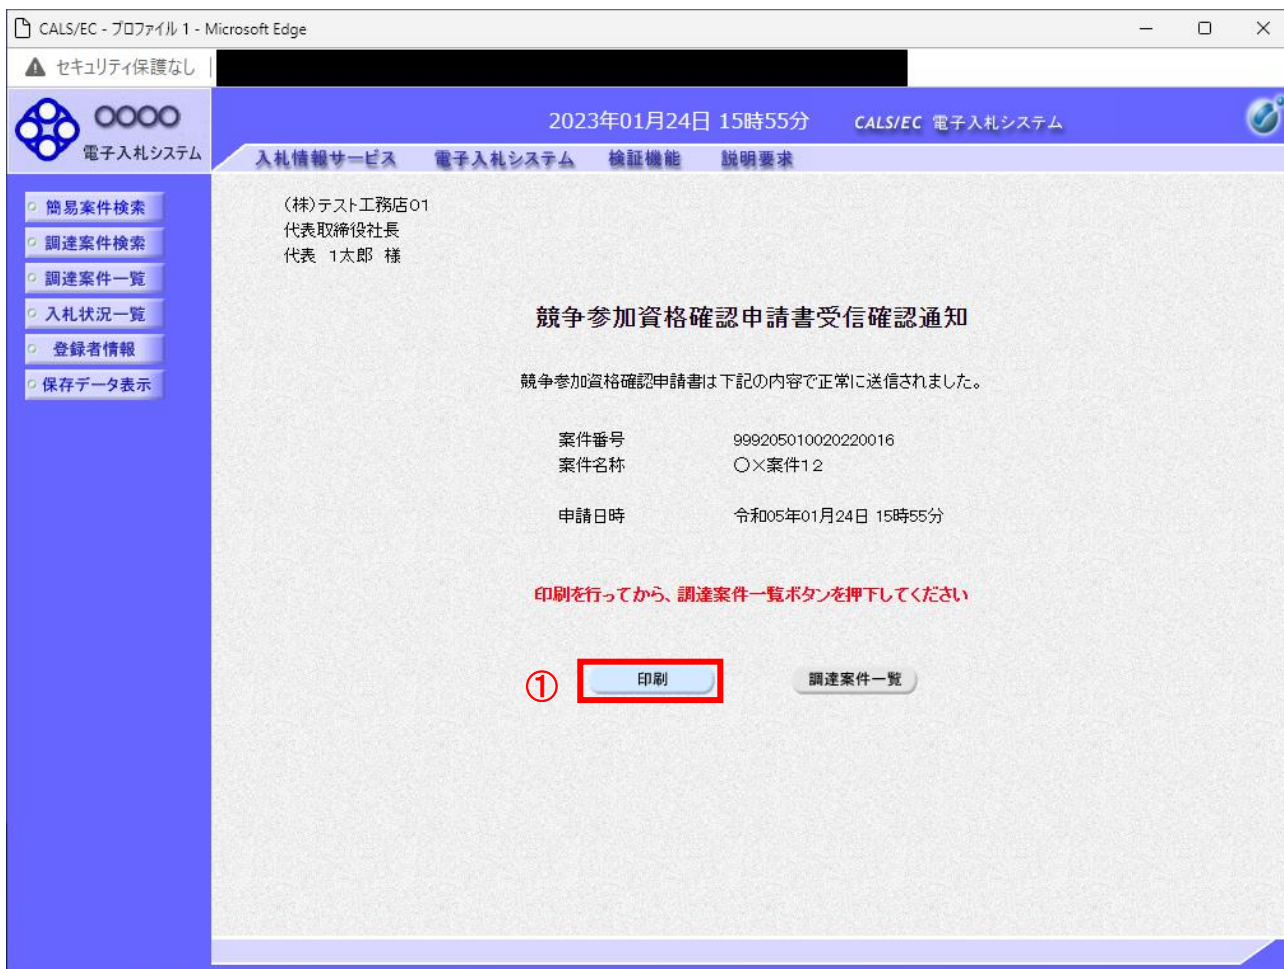 CALS/EC - プロファイル 1 - Microsoft Edge
セキュリティ保護なし
〇〇〇〇
電子入札システム
2023年01月24日 15時55分 CALS/EC 電子入札システム
入札情報サービス 電子入札システム 検証機能 説明要求
簡易案件検索
調達案件検索
調達案件一覧
入札状況一覧
登録者情報
保存データ表示
(株)テスト工務店01
代表取締役社長
代表 1太郎 様
競争参加資格確認申請書受信確認通知
競争参加資格確認申請書は下記の内容で正常に送信されました。
案件番号 999205010020220016
案件名称 〇×案件12
申請日時 令和05年01月24日 15時55分
印刷を行ってから、調達案件一覧ボタンを押下してください
① 印刷 調達案件一覧